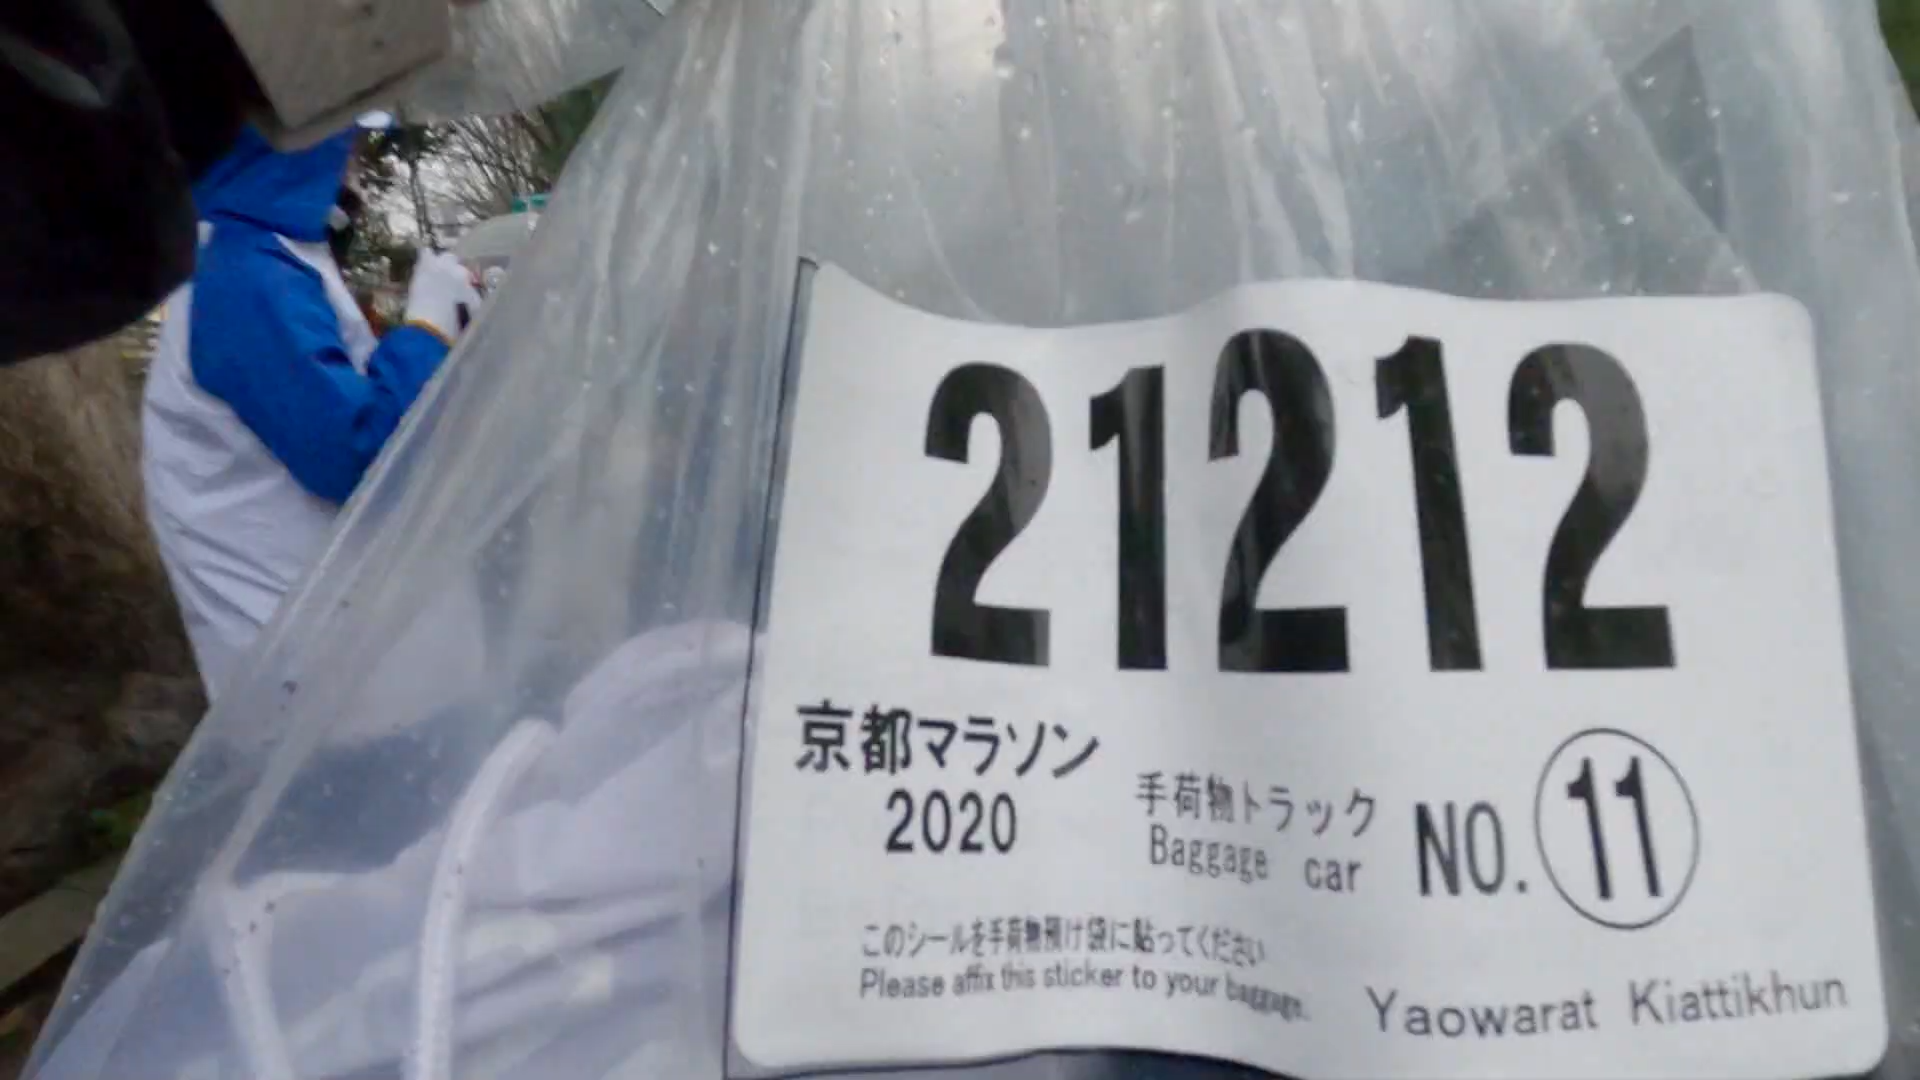 21212
京都マラソン
2020
手荷物トラック
Baggage car
NO. 11
このシールを手荷物預け袋に貼ってください
Please affix this sticker to your baggage.
Yaowarat Kiattikhun